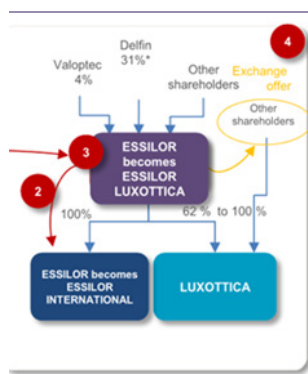 4
Delfin
31%*
Valoptec
4%
Other
shareholders
Exchange
offer
Other
shareholders
3
ESSILOR
becomes
ESSILOR
LUXOTTICA
2
100%
62 % to 100 %
ESSILOR becomes
ESSILOR
INTERNATIONAL
LUXOTTICA